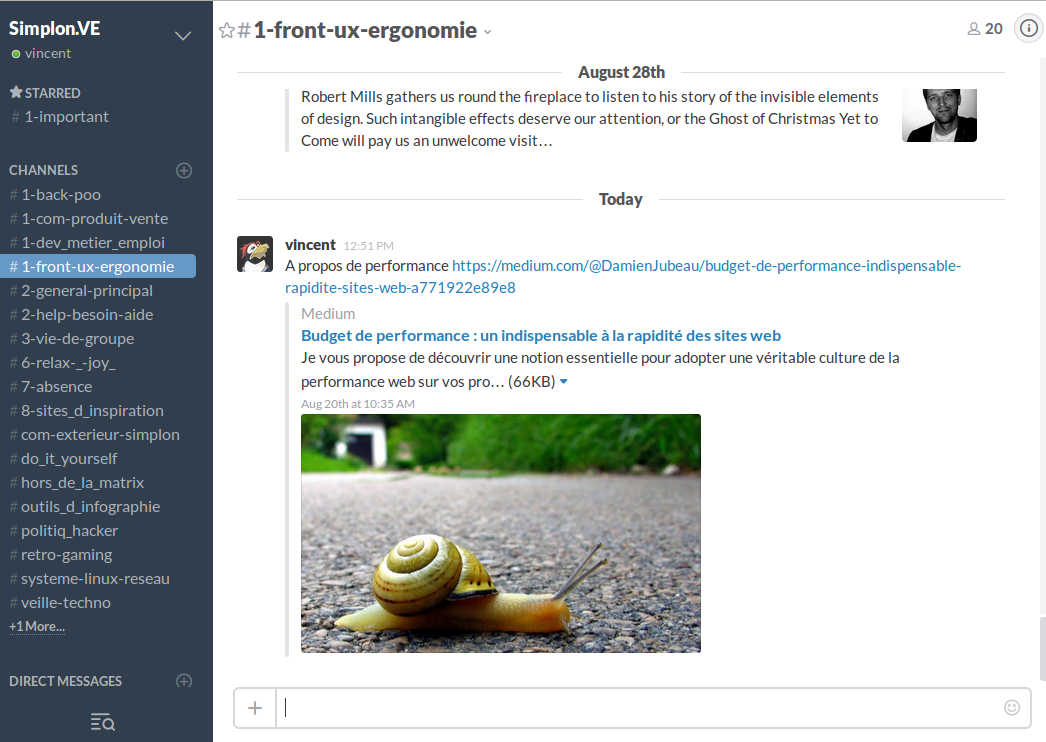 Simplon.VE
vincent
STARRED
# 1-important
CHANNELS
# 1-back-poo
# 1-com-produit-vente
# 1-dev_metier_emploi
# 1-front-ux-ergonomie
# 2-general-principal
# 2-help-besoin-aide
# 3-vie-de-groupe
# 6-relax-_-joy_
# 7-absence
# 8-sites_d_inspiration
# com-exterieur-simplon
# do_it_yourself
# hors_de_la_matrix
# outils_d_infographie
# politiq_hacker
# retro-gaming
# systeme-linux-reseau
# veille-techno
+1 More...
DIRECT MESSAGES
#1-front-ux-ergonomie
20
August 28th
Robert Mills gathers us round the fireplace to listen to his story of the invisible elements
of design. Such intangible effects deserve our attention, or the Ghost of Christmas Yet to
Come will pay us an unwelcome visit…
Today
vincent 12:51 PM
A propos de performance https://medium.com/@DamienJubeau/budget-de-performance-indispensable-
rapidite-sites-web-a771922e89e8
Medium
Budget de performance : un indispensable à la rapidité des sites web
Je vous propose de découvrir une notion essentielle pour adopter une véritable culture de la
performance web sur vos pro… (66KB)
Aug 20th at 10:35 AM